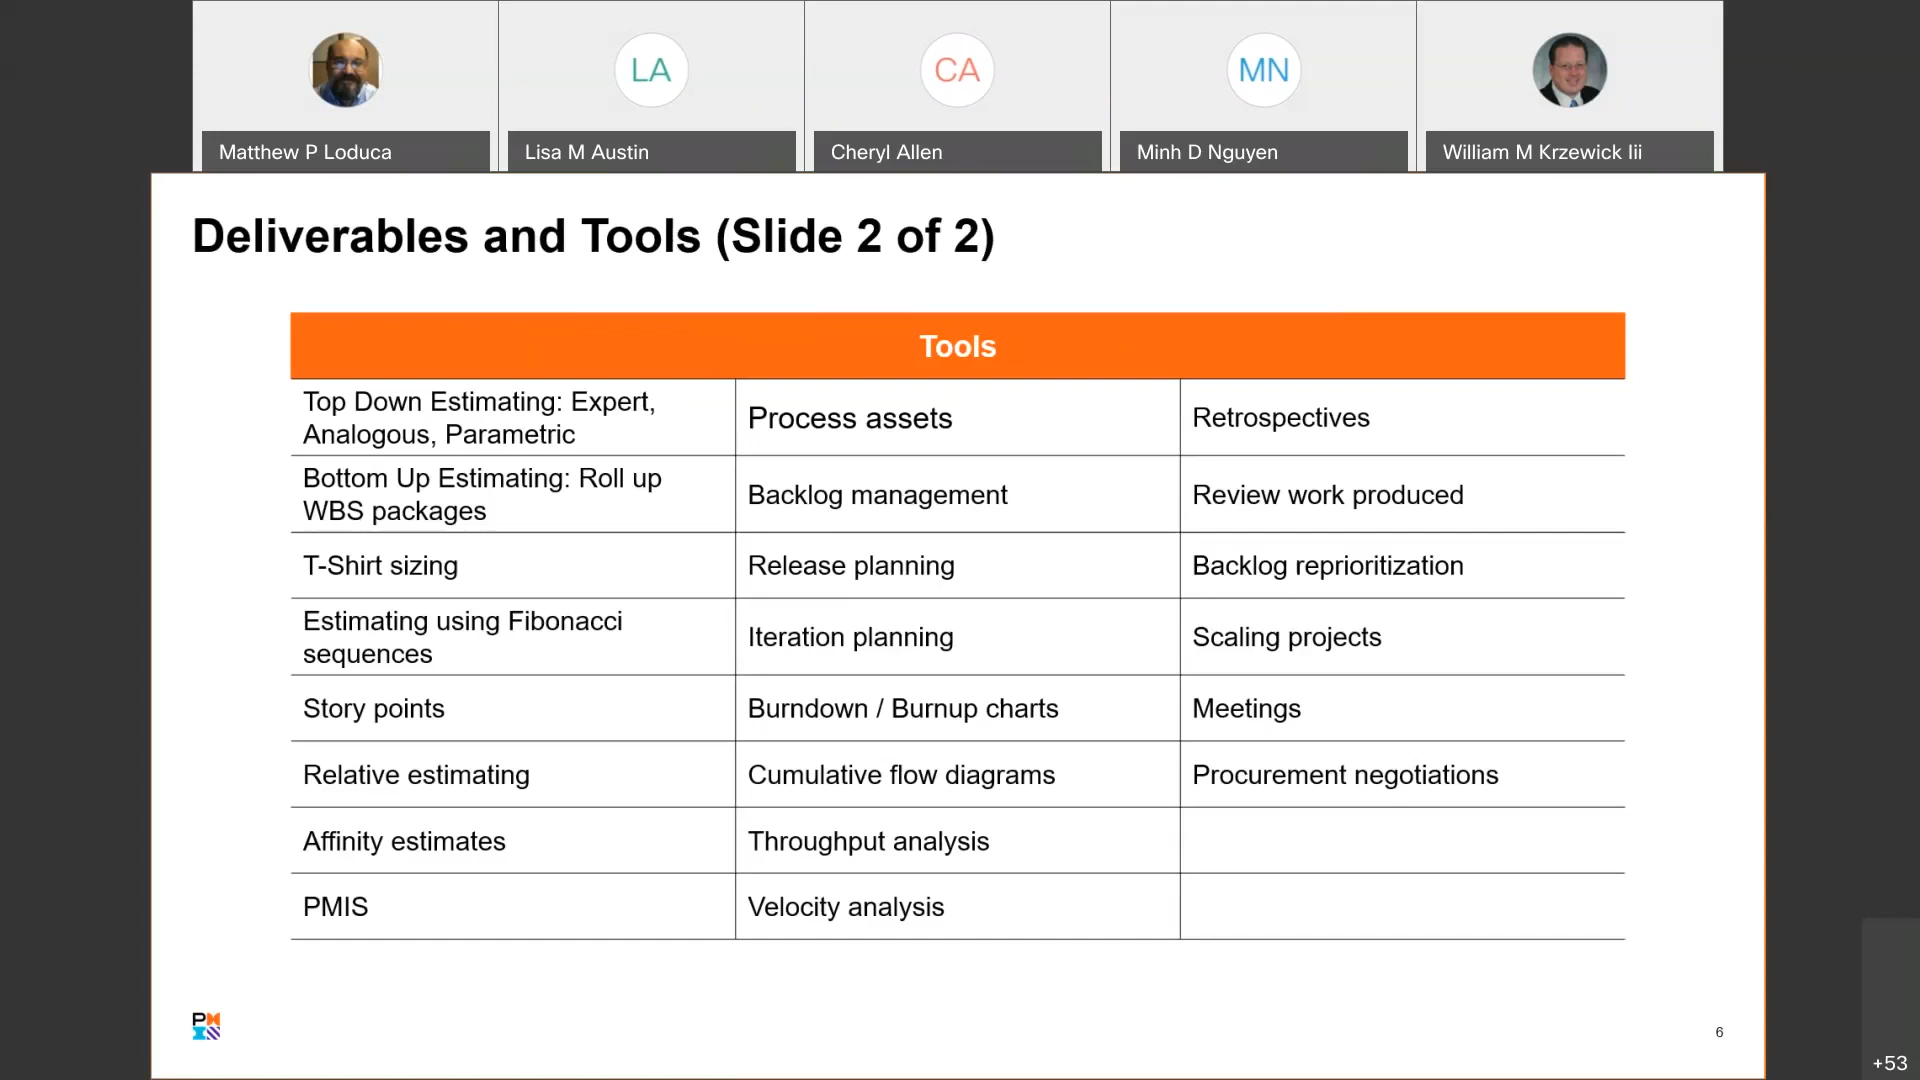 LA
CA
MN
Matthew P Loduca
Lisa M Austin
Cheryl Allen
Minh D Nguyen
William M Krzewick Iii
Deliverables and Tools (Slide 2 of 2)
Tools
Top Down Estimating: Expert,
Analogous, Parametric
Process assets
Retrospectives
Bottom Up Estimating: Roll up
WBS packages
Backlog management
Review work produced
T-Shirt sizing
Release planning
Backlog reprioritization
Estimating using Fibonacci
sequences
Iteration planning
Scaling projects
Story points
Burndown / Burnup charts
Meetings
Relative estimating
Cumulative flow diagrams
Procurement negotiations
Affinity estimates
Throughput analysis
PMIS
Velocity analysis
6
+53